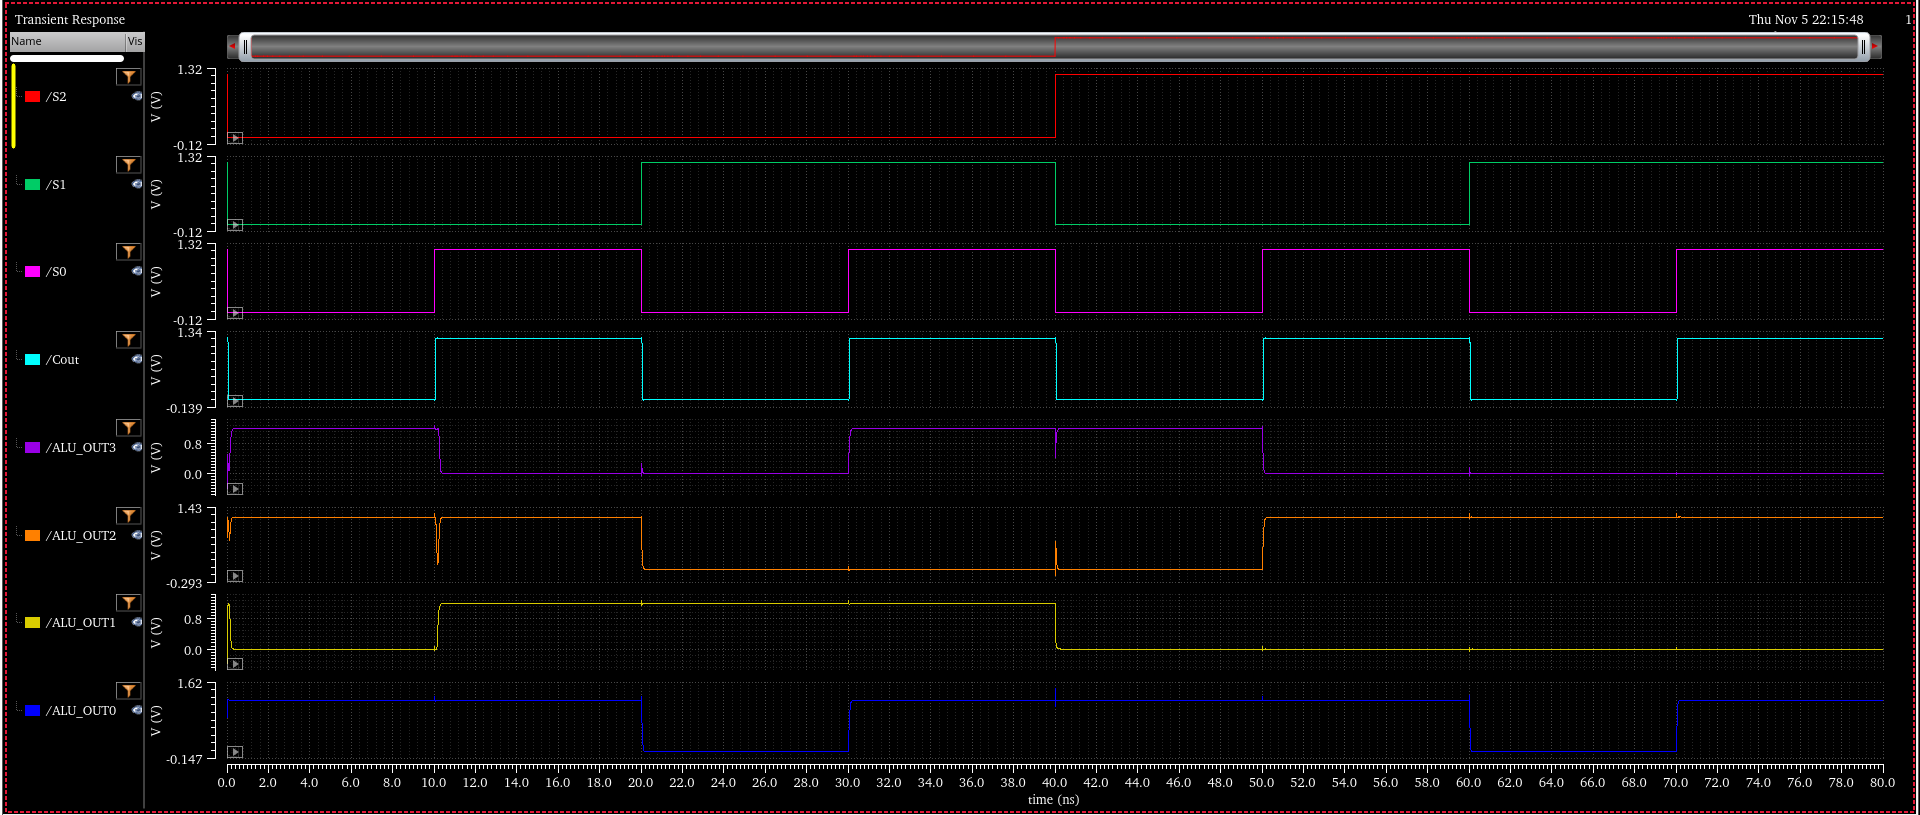 Transient Response
Thu Nov 5 22:15:48 1
Name Vis
/S2
V (V)
1.32
-0.12
/S1
V (V)
1.32
-0.12
/S0
V (V)
1.32
-0.12
/Cout
V (V)
1.34
-0.139
/ALU_OUT3
V (V)
0.8
0.0
/ALU_OUT2
V (V)
1.43
-0.293
/ALU_OUT1
V (V)
0.8
0.0
/ALU_OUT0
V (V)
1.62
-0.147
0.0 2.0 4.0 6.0 8.0 10.0 12.0 14.0 16.0 18.0 20.0 22.0 24.0 26.0 28.0 30.0 32.0 34.0 36.0 38.0 40.0 42.0 44.0 46.0 48.0 50.0 52.0 54.0 56.0 58.0 60.0 62.0 64.0 66.0 68.0 70.0 72.0 74.0 76.0 78.0 80.0
time (ns)